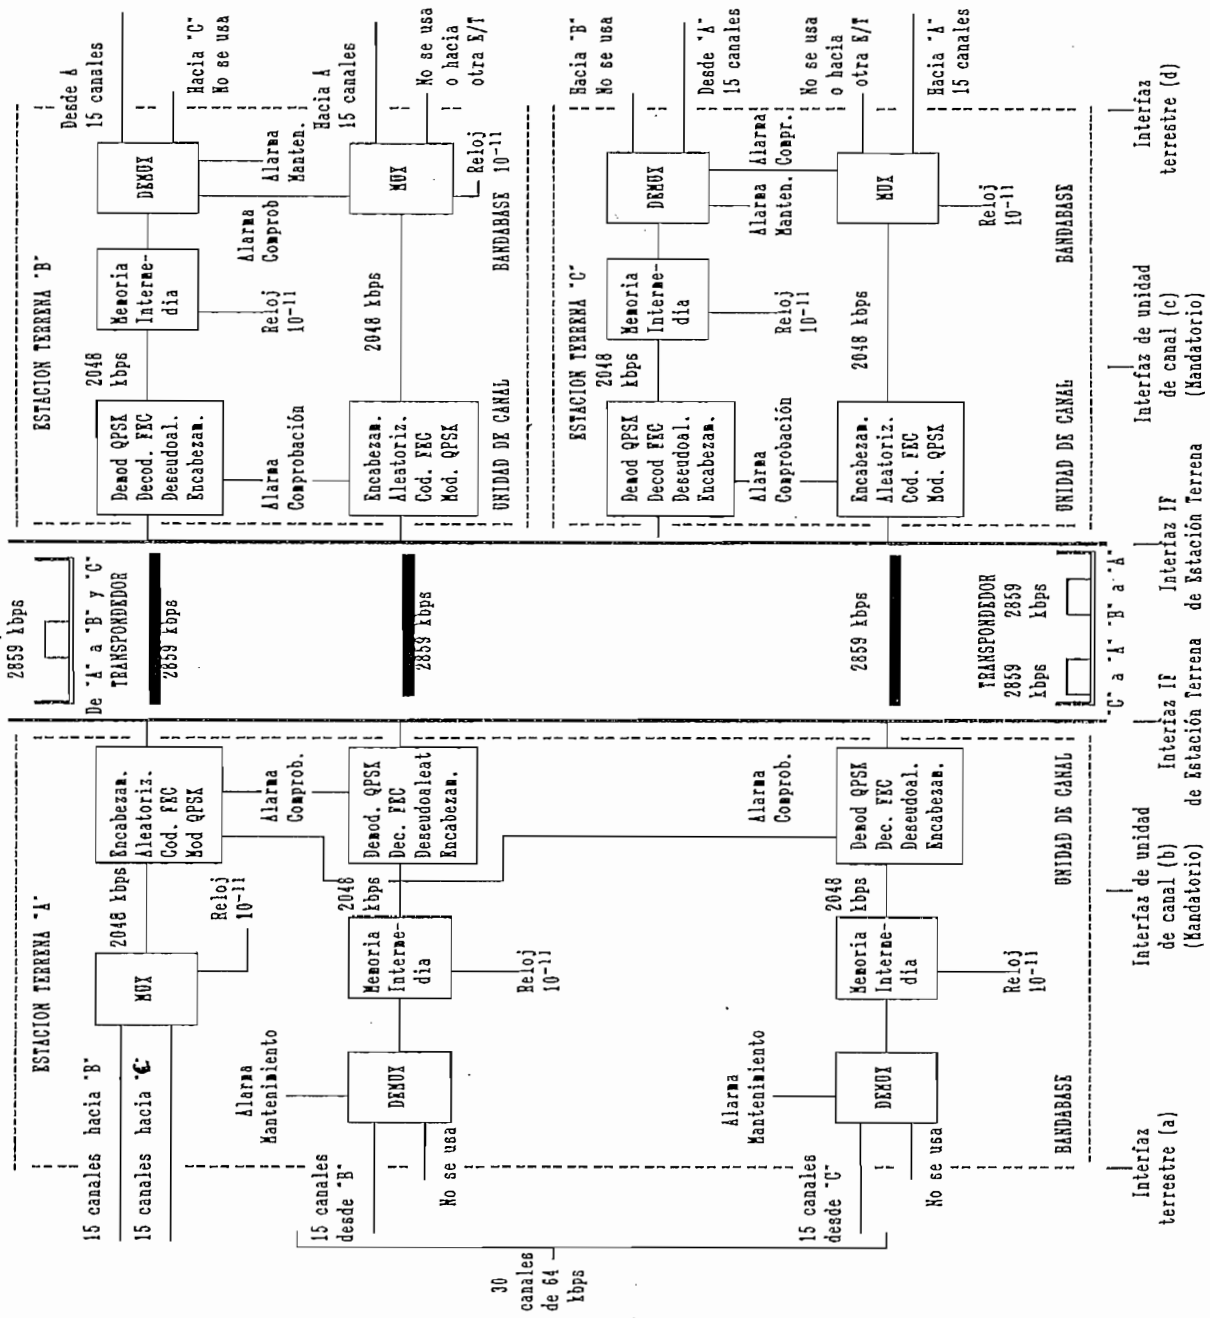 ESTACION TERRENA "A"
15 canales hacia "B"
15 canales hacia "C"
MUX
2048 kbps
Reloj
10-11
Encabezam.
Aleatoriz.
Cod. FEC
Mod QPSK
Alarma
Comprob.
Alarma
Mantenimiento
15 canales
desde "B"
No se usa
DEMUX
Memoria
Interme-
dia
Reloj
10-11
2048
kbps
Demod. QPSK
Dec. FEC
Deseudoaleat
Encabezam.
30
canales
de 64
kbps
Alarma
Mantenimiento
Alarma
Comprob.
15 canales
desde "C"
No se usa
DEMUX
Memoria
Interme-
dia
Reloj
10-11
2048
kbps
Demod QPSK
Dec. FEC
Deseudoal.
Encabezam.
BANDABASE
UNIDAD DE CANAL
2859 kbps
De "A" a "B" y "C"
TRANSPONDEDOR
2859 kbps
2859 kbps
2859 kbps
TRANSPONDEDOR
2859
kbps
2859
kbps
"C" a "A" "B" a "A"
ESTACION TERRENA "B"
Demod QPSK
Decod. FEC
Deseudoal.
Encabezam.
2048
kbps
Memoria
Interme-
dia
Reloj
10-11
DEMUX
Desde A
15 canales
Hacia "C"
No se usa
Alarma
Manten.
Alarma
Comprob
Alarma
Comprobación
Encabezam.
Aleatoriz.
Cod. FEC
Mod. QPSK
2048 kbps
MUX
Hacia A
15 canales
No se usa
o hacia
otra E/T
Reloj
10-11
UNIDAD DE CANAL
BANDABASE
ESTACION TERRENA "C"
Demod QPSK
Decod FEC
Deseudoal.
Encabezam.
2048
kbps
Memoria
Interme-
dia
Reloj
10-11
DEMUX
Hacia "B"
No se usa
Desde "A"
15 canales
Alarma
Manten.
Alarma
Compr.
Alarma
Comprobación
Encabezam.
Aleatoriz.
Cod. FEC
Mod. QPSK
2048 kbps
MUX
No se usa
o hacia
otra E/T
Hacia "A"
15 canales
Reloj
10-11
UNIDAD DE CANAL
BANDABASE
Interfaz
terrestre (a)
Interfaz de unidad
de canal (b)
(Mandatorio)
Interfaz IF
de Estación Terrena
Interfaz IF
de Estación Terrena
Interfaz de unidad
de canal (c)
(Mandatorio)
Interfaz
terrestre (d)